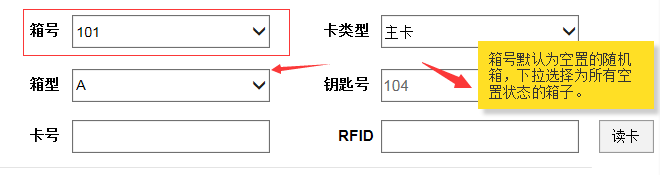 箱号 101 卡类型 主卡
箱号默认为空置的随机
箱，下拉选择为所有空
置状态的箱子。
箱型 A 钥匙号 104
卡号 RFID 读卡